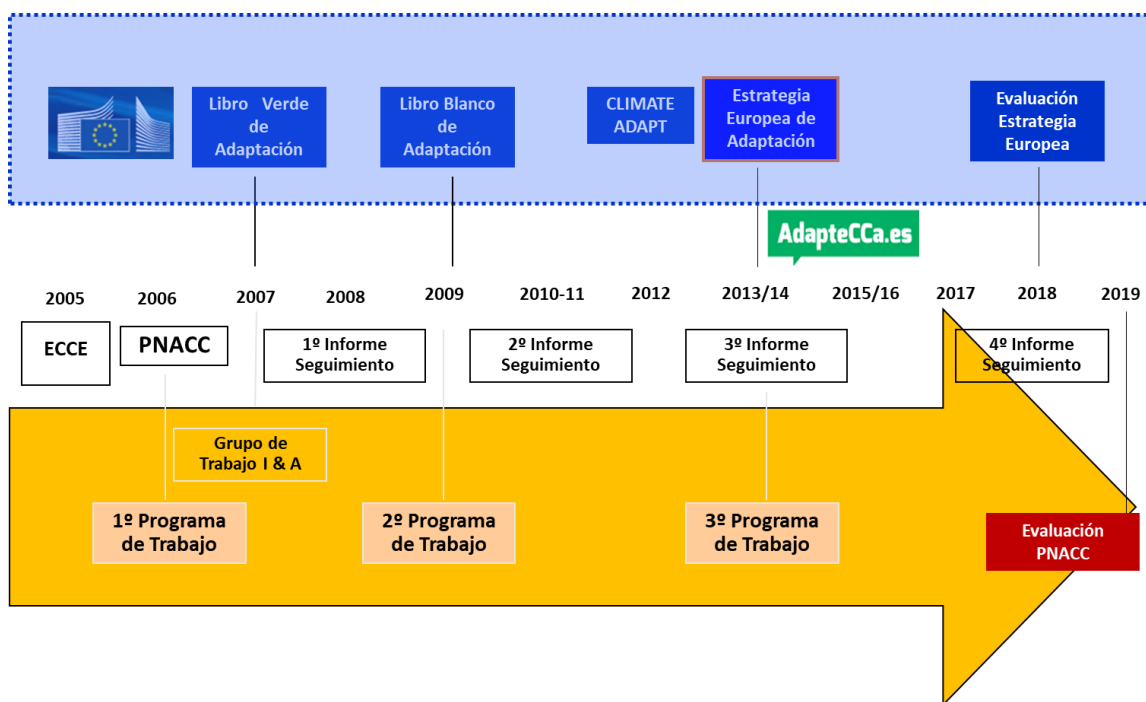 Libro Verde
de
Adaptación
Libro Blanco
de
Adaptación
CLIMATE
ADAPT
Estrategia
Europea de
Adaptación
Evaluación
Estrategia
Europea
AdapteCCa.es
2005
2006
2007
2008
2009
2010-11
2012
2013/14
2015/16
2017
2018
2019
ECCE
PNACC
1º Informe
Seguimiento
2º Informe
Seguimiento
3º Informe
Seguimiento
4º Informe
Seguimiento
Grupo de
Trabajo I & A
1º Programa
de Trabajo
2º Programa
de Trabajo
3º Programa
de Trabajo
Evaluación
PNACC